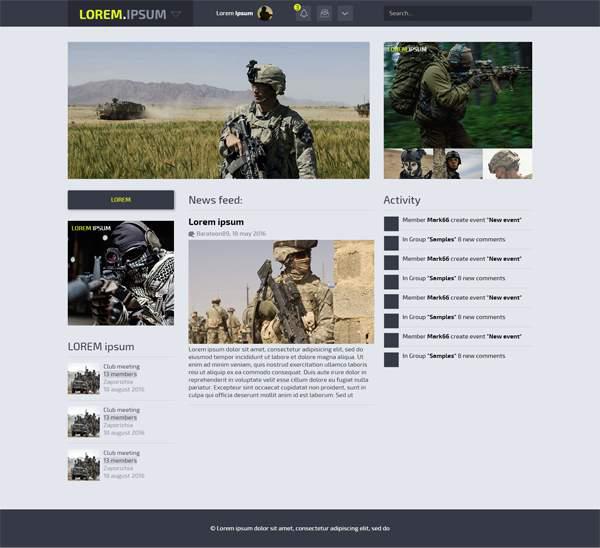 LOREM.IPSUM
Lorem Ipsum
3
Search...
LOREM IPSUM
LOREM
News feed:
Activity
Lorem ipsum
Barateon89, 18 may 2016
LOREM IPSUM
Member Mark66 create event "New event"
In Group "Samples" 8 new comments
Member Mark66 create event "New event"
In Group "Samples" 8 new comments
Member Mark66 create event "New event"
In Group "Samples" 8 new comments
Member Mark66 create event "New event"
In Group "Samples" 8 new comments
Lorem ipsum dolor sit amet, consectetur adipisicing elit, sed do
eiusmod tempor incididunt ut labore et dolore magna aliqua. Ut
enim ad minim veniam, quis nostrud exercitation ullamco laboris
nisi ut aliquip ex ea commodo consequat. Duis aute irure dolor in
reprehenderit in voluptate velit esse cillum dolore eu fugiat nulla
pariatur. Excepteur sint occaecat cupidatat non proident, sunt in
culpa qui officia deserunt mollit anim id est laborum. Sed ut
LOREM ipsum
Club meeting
13 members
Zaporizhia
18 august 2016
Club meeting
13 members
Zaporizhia
18 august 2016
Club meeting
13 members
Zaporizhia
18 august 2016
© Lorem ipsum dolor sit amet, consectetur adipiscing elit, sed do